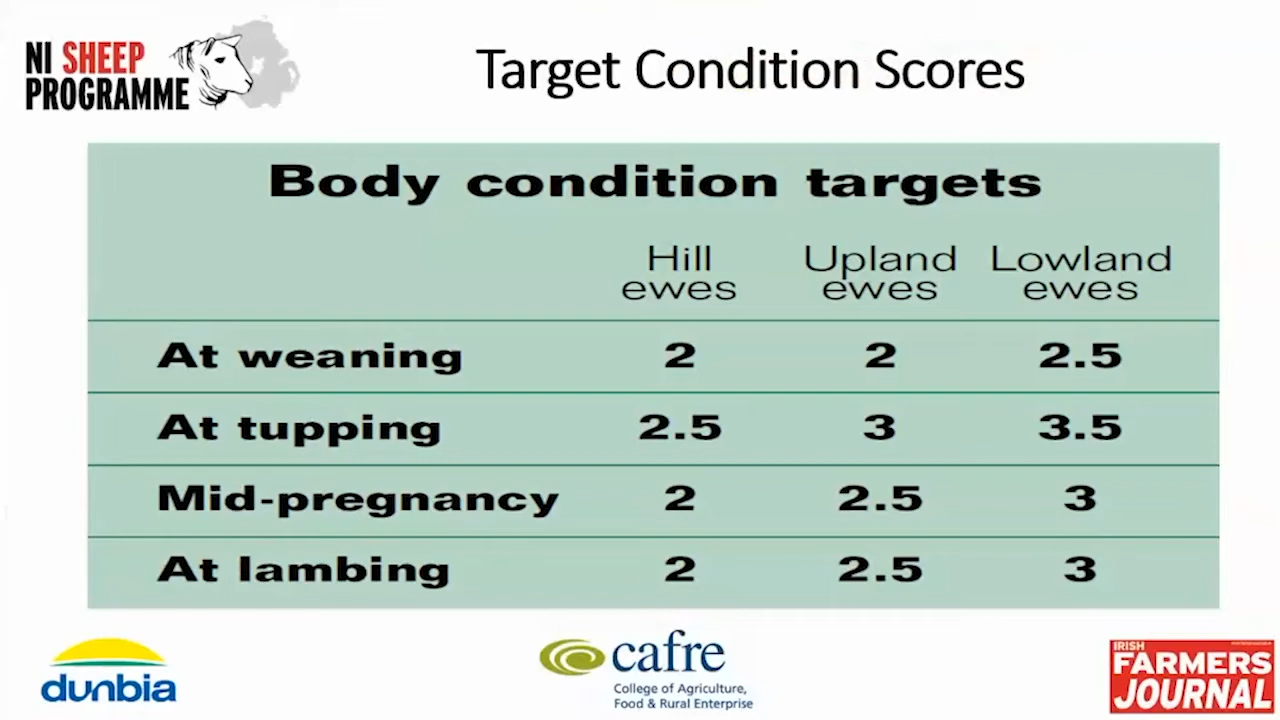 NI SHEEP
PROGRAMME
Target Condition Scores
Body condition targets
Hill ewes Upland ewes Lowland ewes
At weaning 2 2 2.5
At tupping 2.5 3 3.5
Mid-pregnancy 2 2.5 3
At lambing 2 2.5 3
dunbia
cafre
College of Agriculture,
Food & Rural Enterprise
IRISH
FARMERS
JOURNAL